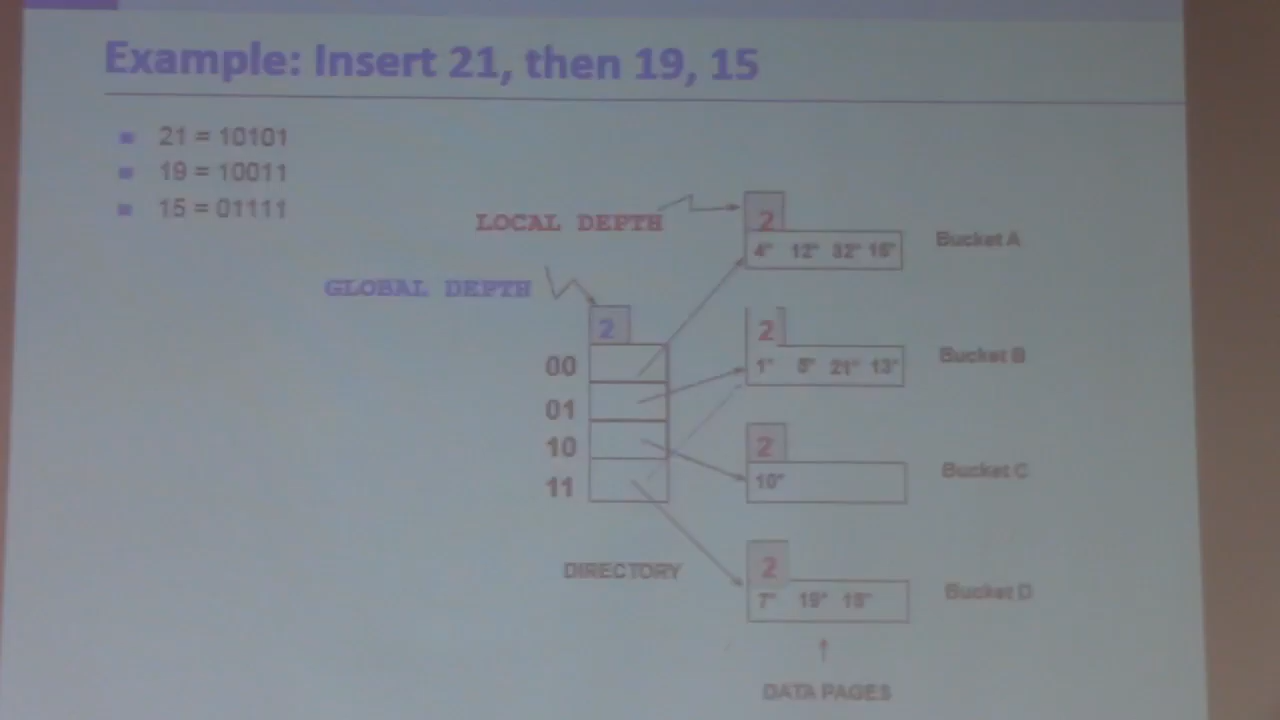 Example: Insert 21, then 19, 15
21 = 10101
19 = 10011
15 = 01111
LOCAL DEPTH
2
4* 12* 32* 16*
Bucket A
GLOBAL DEPTH
2
00
01
10
11
2
1* 5* 21* 13*
Bucket B
2
10*
Bucket C
DIRECTORY
2
7* 19* 15*
Bucket D
DATA PAGES